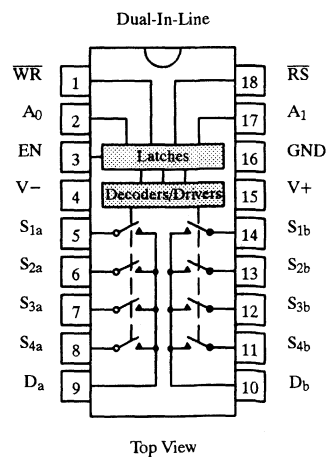 Dual-In-Line
W̅R̅ 1 18 R̅S̅
A₀ 2 17 A₁
EN 3 Latches 16 GND
V− 4 Decoders/Drivers 15 V+
S₁ₐ 5 14 S₁b
S₂ₐ 6 13 S₂b
S₃ₐ 7 12 S₃b
S₄ₐ 8 11 S₄b
Dₐ 9 10 Db
Top View